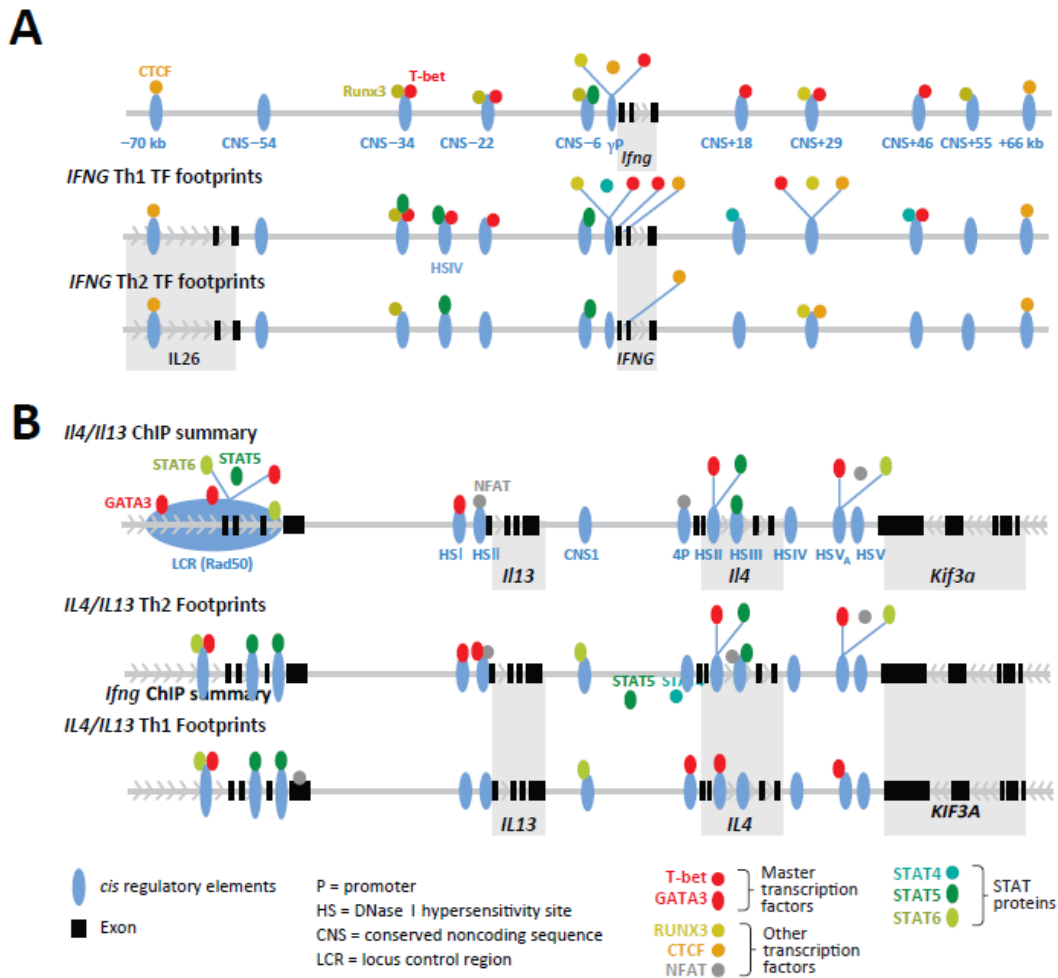 A
CTCF
Runx3 T-bet
−70 kb CNS−54 CNS−34 CNS−22 CNS−6 γP Ifng CNS+18 CNS+29 CNS+46 CNS+55 +66 kb
IFNG Th1 TF footprints
HSIV
IFNG Th2 TF footprints
IL26 IFNG
B
Il4/Il13 ChIP summary
STAT6 STAT5
GATA3 NFAT
LCR (Rad50) HSI HSII Il13 CNS1 4P HSII Il4 HSIII HSIV HSVA HSV Kif3a
IL4/IL13 Th2 Footprints
STAT5
Ifng ChIP summary
IL4/IL13 Th1 Footprints
IL13 IL4 KIF3A
cis regulatory elements
Exon
P = promoter
HS = DNase I hypersensitivity site
CNS = conserved noncoding sequence
LCR = locus control region
T-bet
GATA3
Master
transcription
factors
RUNX3
CTCF
NFAT
Other
transcription
factors
STAT4
STAT5
STAT6
STAT
proteins